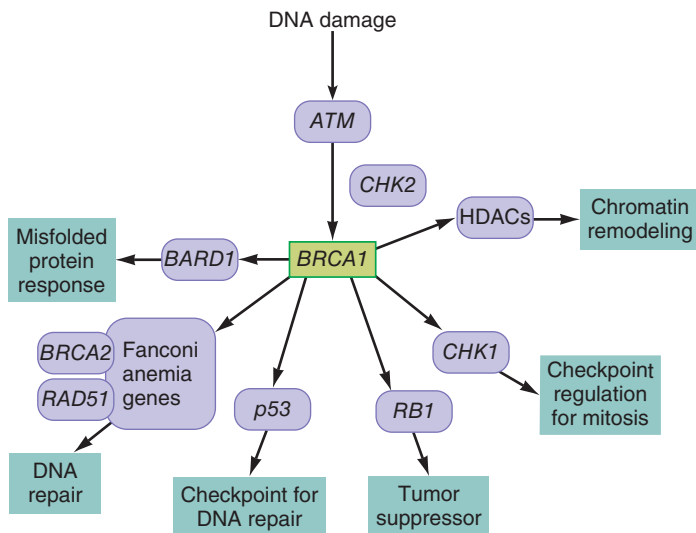 DNA damage
ATM
CHK2
HDACs
Chromatin
remodeling
Misfolded
protein
response
BARD1
BRCA1
BRCA2
RAD51
Fanconi
anemia
genes
CHK1
p53
RB1
Checkpoint
regulation
for mitosis
DNA
repair
Checkpoint for
DNA repair
Tumor
suppressor